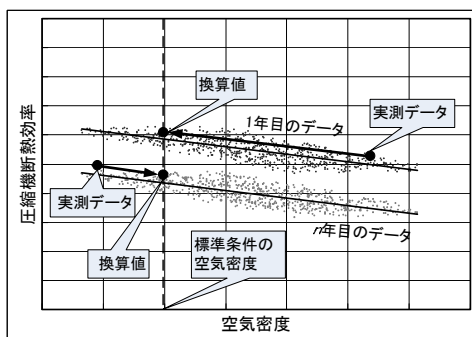 圧縮機断熱効率
換算値
1年目のデータ
実測データ
実測データ
n年目のデータ
換算値
標準条件の
空気密度
空気密度